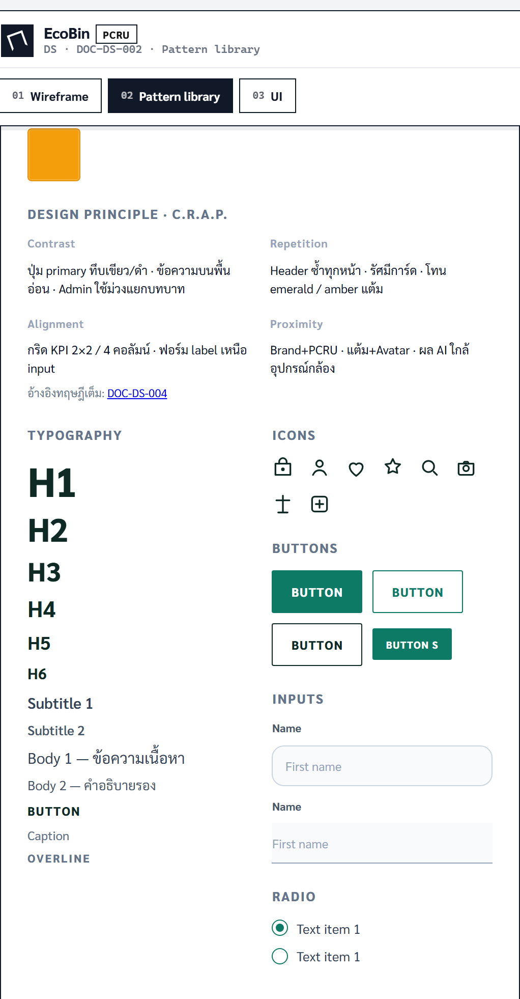 EcoBin PCRU
DS · DOC-DS-002 · Pattern library
01 Wireframe
02 Pattern library
03 UI
DESIGN PRINCIPLE · C.R.A.P.
Contrast
ปุ่ม primary ทึบเขียว/ดำ · ข้อความบนพื้น
อ่อน · Admin ใช้ม่วงแยกบทบาท
Repetition
Header ซ้ำทุกหน้า · รัศมีการ์ด · โทน
emerald / amber แต้ม
Alignment
กริด KPI 2×2 / 4 คอลัมน์ · ฟอร์ม label เหนือ
input
Proximity
Brand+PCRU · แต้ม+Avatar · ผล AI ใกล้
อุปกรณ์กล้อง
อ้างอิงทฤษฎีเต็ม: DOC-DS-004
TYPOGRAPHY
H1
H2
H3
H4
H5
H6
Subtitle 1
Subtitle 2
Body 1 — ข้อความเนื้อหา
Body 2 — คำอธิบายรอง
BUTTON
Caption
OVERLINE
ICONS
BUTTONS
BUTTON
BUTTON
BUTTON
BUTTON S
INPUTS
Name
First name
Name
First name
RADIO
Text item 1
Text item 1